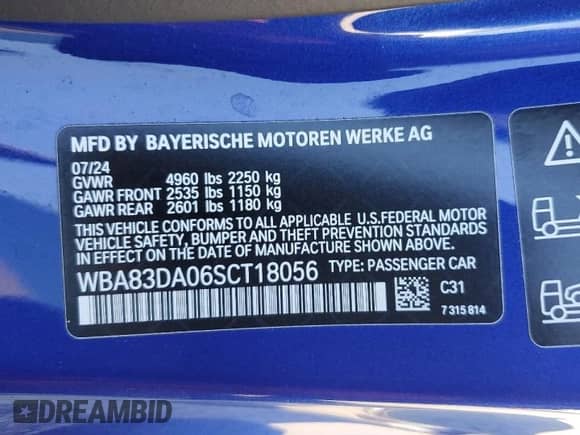 MFD BY BAYERISCHE MOTOREN WERKE AG
07/24
GVWR 4960 lbs 2250 kg
GAWR FRONT 2535 lbs 1150 kg
GAWR REAR 2601 lbs 1180 kg
THIS VEHICLE CONFORMS TO ALL APPLICABLE U.S.FEDERAL MOTOR
VEHICLE SAFETY, BUMPER AND THEFT PREVENTION STANDARDS
IN EFFECT ON THE DATE OF MANUFACTURE SHOWN ABOVE.
WBA83DA06SCT18056 TYPE: PASSENGER CAR
C31
7315814
DREAMBID